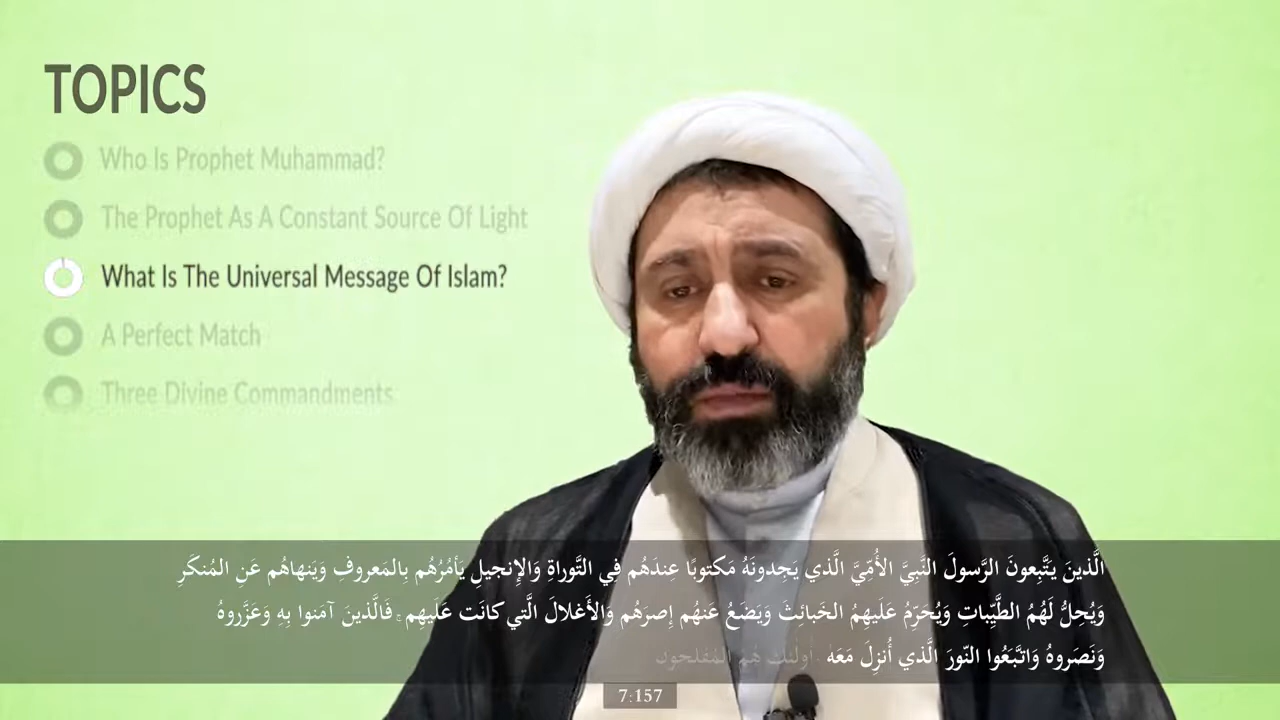 TOPICS
Who Is Prophet Muhammad?
The Prophet As A Constant Source Of Light
What Is The Universal Message Of Islam?
A Perfect Match
Three Divine Commandments
الَّذينَ يَتَّبِعونَ الرَّسولَ النَّبِيَّ الأُمِّيَّ الَّذي يَجِدونَهُ مَكتوبًا عِندَهُم فِي التَّوراةِ وَالإِنجيلِ يَأمُرُهُم بِالمَعروفِ وَيَنهاهُم عَنِ المُنكَرِ
وَيُحِلُّ لَهُمُ الطَّيِّباتِ وَيُحَرِّمُ عَلَيهِمُ الخَبائِثَ وَيَضَعُ عَنهُم إِصرَهُم وَالأَغلالَ الَّتي كانَت عَلَيهِم ۚ فَالَّذينَ آمَنوا بِهِ وَعَزَّروهُ
وَنَصَروهُ وَاتَّبَعُوا النّورَ الَّذي أُنزِلَ مَعَه ۙ أُولٰئِكَ هُمُ المُفلِحونَ
7:157